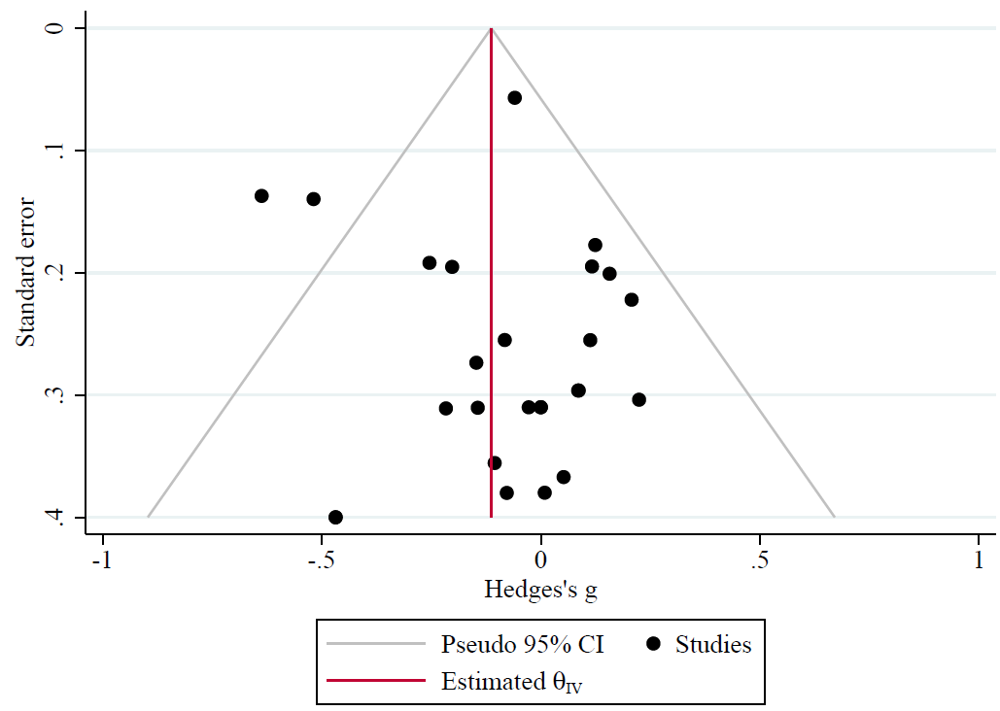 0
.1
.2
.3
.4
Standard error
-1
-.5
0
.5
1
Hedges's g
Pseudo 95% CI
Studies
Estimated θIV